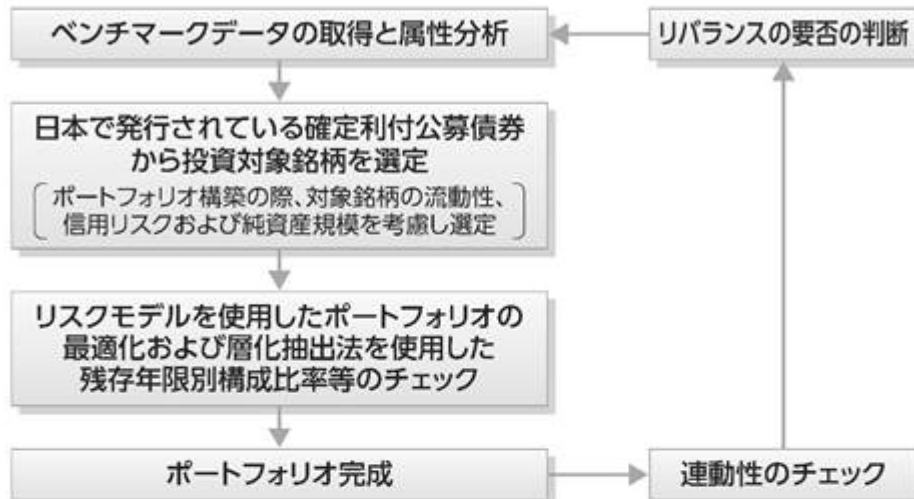 ベンチマークデータの取得と属性分析
リバランスの要否の判断
日本で発行されている確定利付公募債券
から投資対象銘柄を選定
ポートフォリオ構築の際、対象銘柄の流動性、
信用リスクおよび純資産規模を考慮し選定
リスクモデルを使用したポートフォリオの
最適化および層化抽出法を使用した
残存年限別構成比率等のチェック
ポートフォリオ完成
連動性のチェック